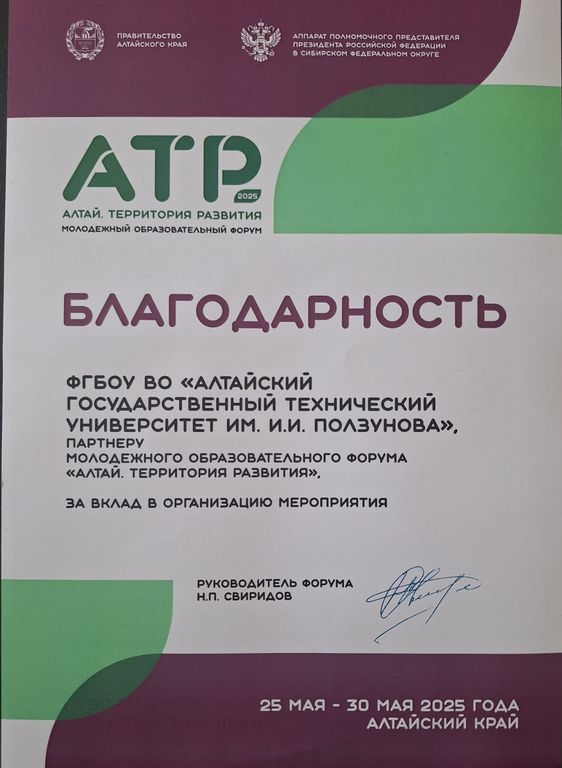 ПРАВИТЕЛЬСТВО
АЛТАЙСКОГО КРАЯ
АППАРАТ ПОЛНОМОЧНОГО ПРЕДСТАВИТЕЛЯ
ПРЕЗИДЕНТА РОССИЙСКОЙ ФЕДЕРАЦИИ
В СИБИРСКОМ ФЕДЕРАЛЬНОМ ОКРУГЕ
АТР
2025
АЛТАЙ. ТЕРРИТОРИЯ РАЗВИТИЯ
МОЛОДЕЖНЫЙ ОБРАЗОВАТЕЛЬНЫЙ ФОРУМ
БЛАГОДАРНОСТЬ
ФГБОУ ВО «АЛТАЙСКИЙ
ГОСУДАРСТВЕННЫЙ ТЕХНИЧЕСКИЙ
УНИВЕРСИТЕТ ИМ. И.И. ПОЛЗУНОВА»,
ПАРТНЕРУ
МОЛОДЕЖНОГО ОБРАЗОВАТЕЛЬНОГО ФОРУМА
«АЛТАЙ. ТЕРРИТОРИЯ РАЗВИТИЯ»,
ЗА ВКЛАД В ОРГАНИЗАЦИЮ МЕРОПРИЯТИЯ
РУКОВОДИТЕЛЬ ФОРУМА
Н.П. СВИРИДОВ
25 МАЯ - 30 МАЯ 2025 ГОДА
АЛТАЙСКИЙ КРАЙ